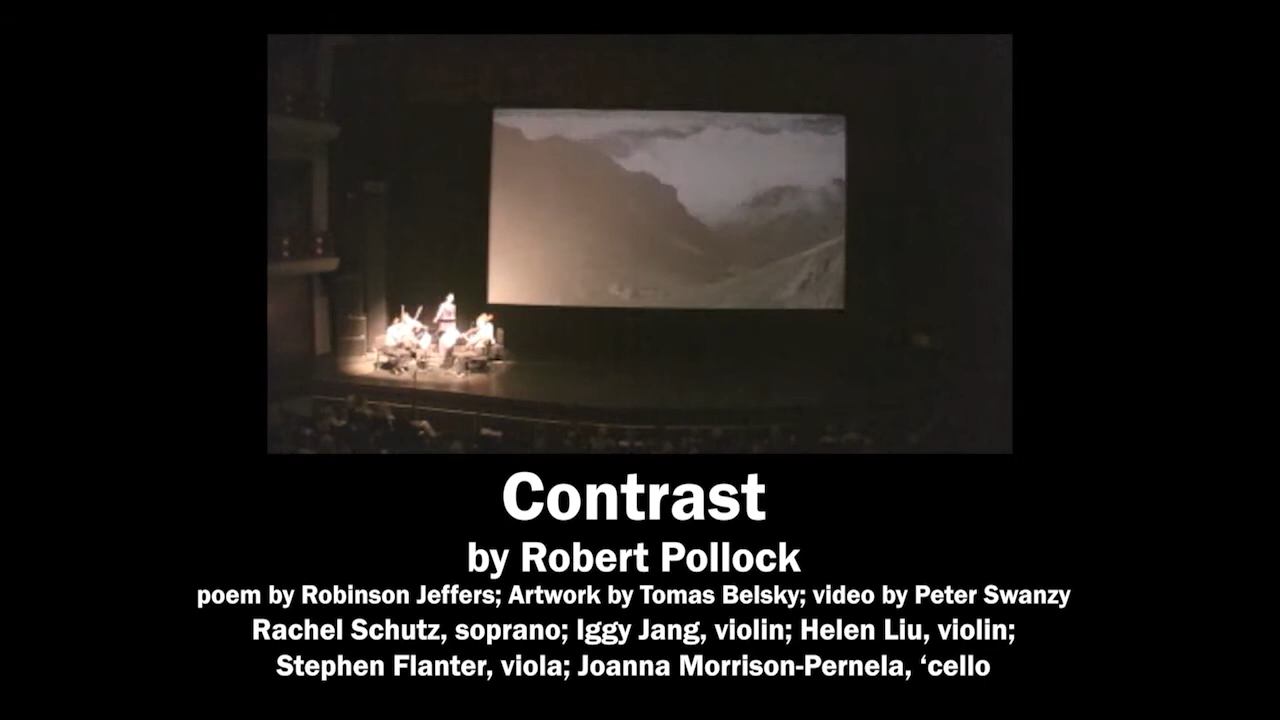 Contrast
by Robert Pollock
poem by Robinson Jeffers; Artwork by Tomas Belsky; video by Peter Swanzy
Rachel Schutz, soprano; Iggy Jang, violin; Helen Liu, violin;
Stephen Flanter, viola; Joanna Morrison-Pernela, ‘cello